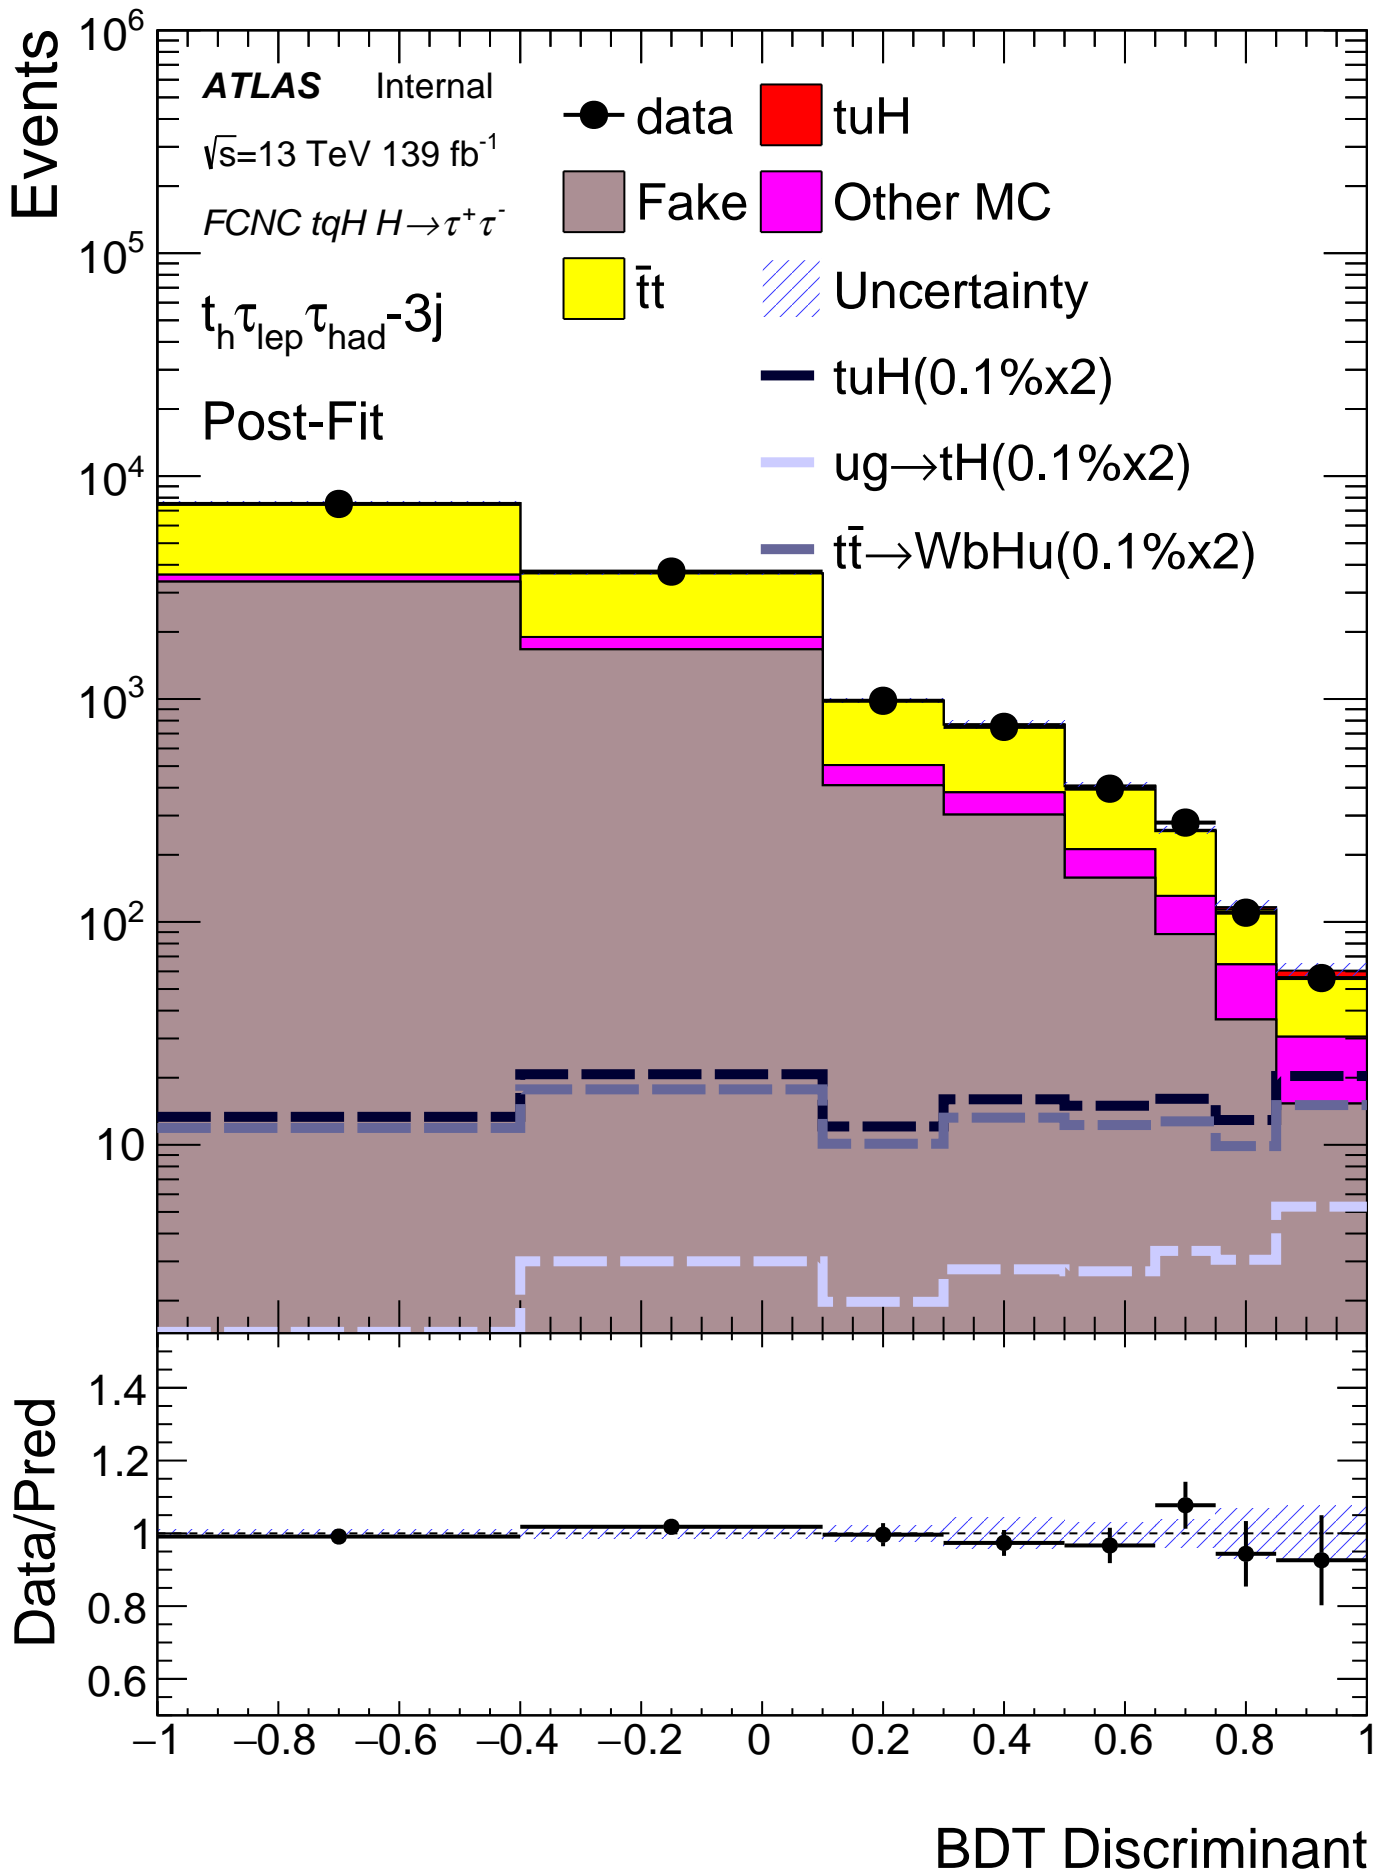 Events
10⁶
10⁵
10⁴
10³
10²
10
ATLAS Internal
√s=13 TeV 139 fb⁻¹
FCNC tqH H→τ⁺τ⁻
tₕτ_lepτ_had-3j
Post-Fit
data
Fake
t̄t
tuH
Other MC
Uncertainty
tuH(0.1%x2)
ug→tH(0.1%x2)
tt̄→WbHu(0.1%x2)
Data/Pred
1.4
1.2
1
0.8
0.6
−1 −0.8 −0.6 −0.4 −0.2 0 0.2 0.4 0.6 0.8 1
BDT Discriminant